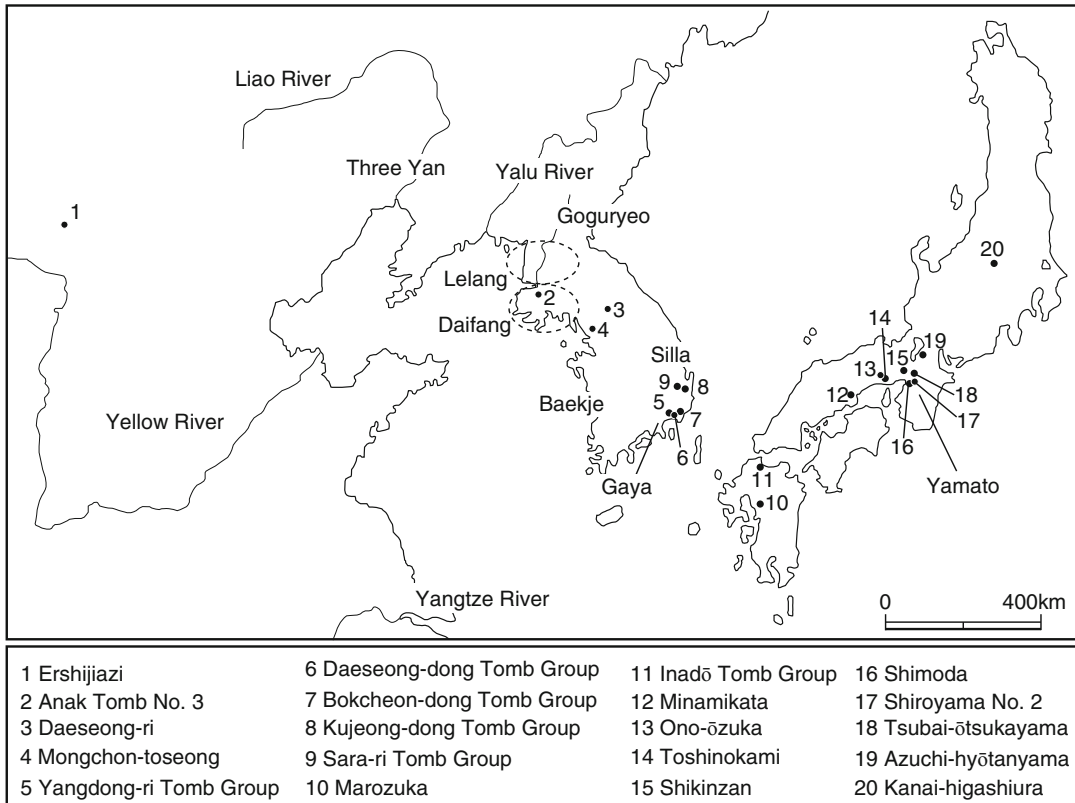 Liao River
Three Yan
Yalu River
Goguryeo
1
20
Lelang
2
3
Daifang
4
14
19
Silla
15
13
9
8
12
18
Baekje
5
7
17
Yellow River
6
16
11
Gaya
Yamato
10
Yangtze River
0 400km
1 Ershijiazi
2 Anak Tomb No. 3
3 Daeseong-ri
4 Mongchon-toseong
5 Yangdong-ri Tomb Group
6 Daeseong-dong Tomb Group
7 Bokcheon-dong Tomb Group
8 Kujeong-dong Tomb Group
9 Sara-ri Tomb Group
10 Marozuka
11 Inadō Tomb Group
12 Minamikata
13 Ono-ōzuka
14 Toshinokami
15 Shikinzan
16 Shimoda
17 Shiroyama No. 2
18 Tsubai-ōtsukayama
19 Azuchi-hyōtanyama
20 Kanai-higashiura